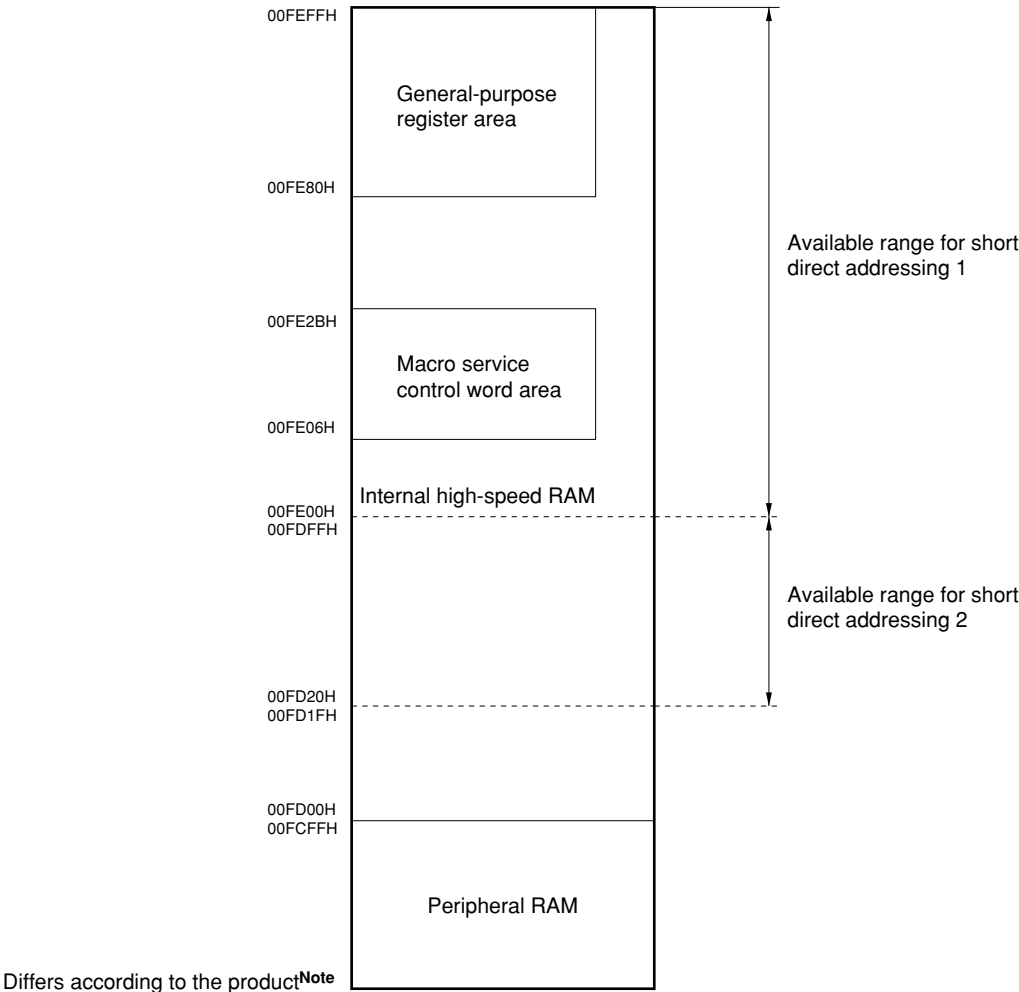 00FEFFH
General-purpose
register area
00FE80H
Available range for short
direct addressing 1
00FE2BH
Macro service
control word area
00FE06H
Internal high-speed RAM
00FE00H
00FDFFH
Available range for short
direct addressing 2
00FD20H
00FD1FH
00FD00H
00FCFFH
Peripheral RAM
Differs according to the productNote